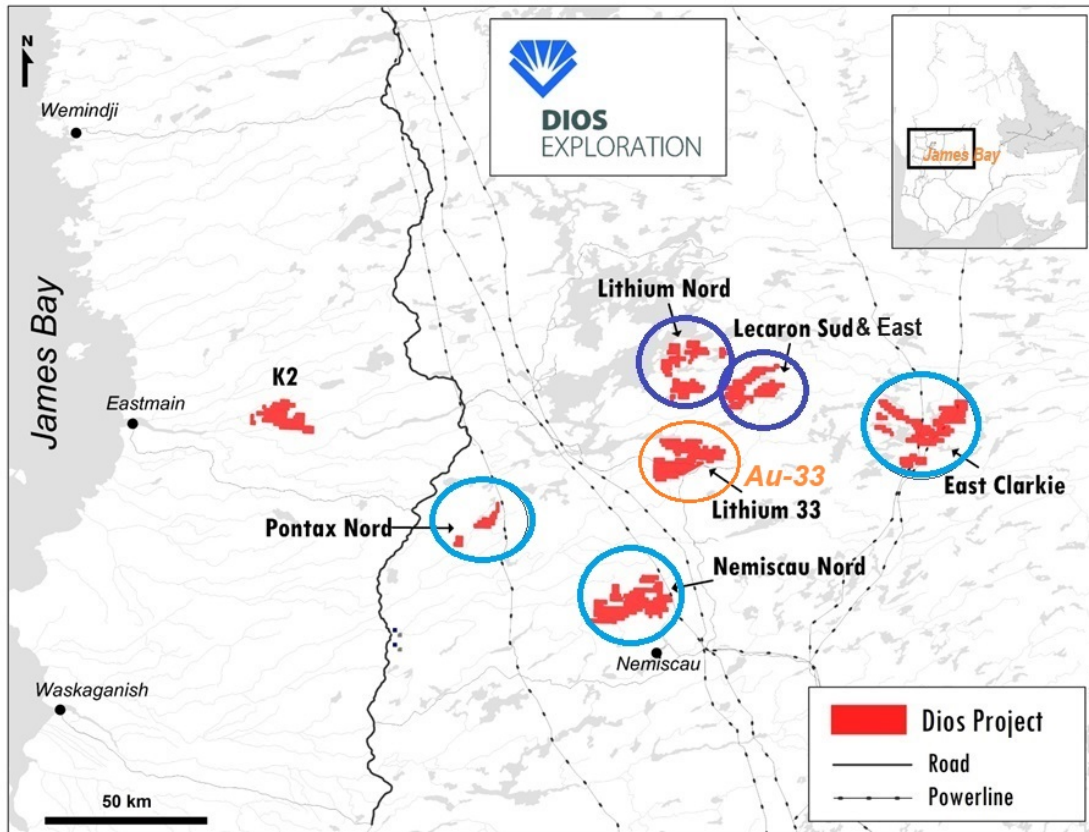 N
Wemindji
DIOS
EXPLORATION
James Bay
James Bay
Lithium Nord
Lecaron Sud & East
K2
Eastmain
Au-33
East Clarkie
Lithium 33
Pontax Nord
Nemiscau Nord
Nemiscau
Waskaganish
50 km
Dios Project
Road
Powerline